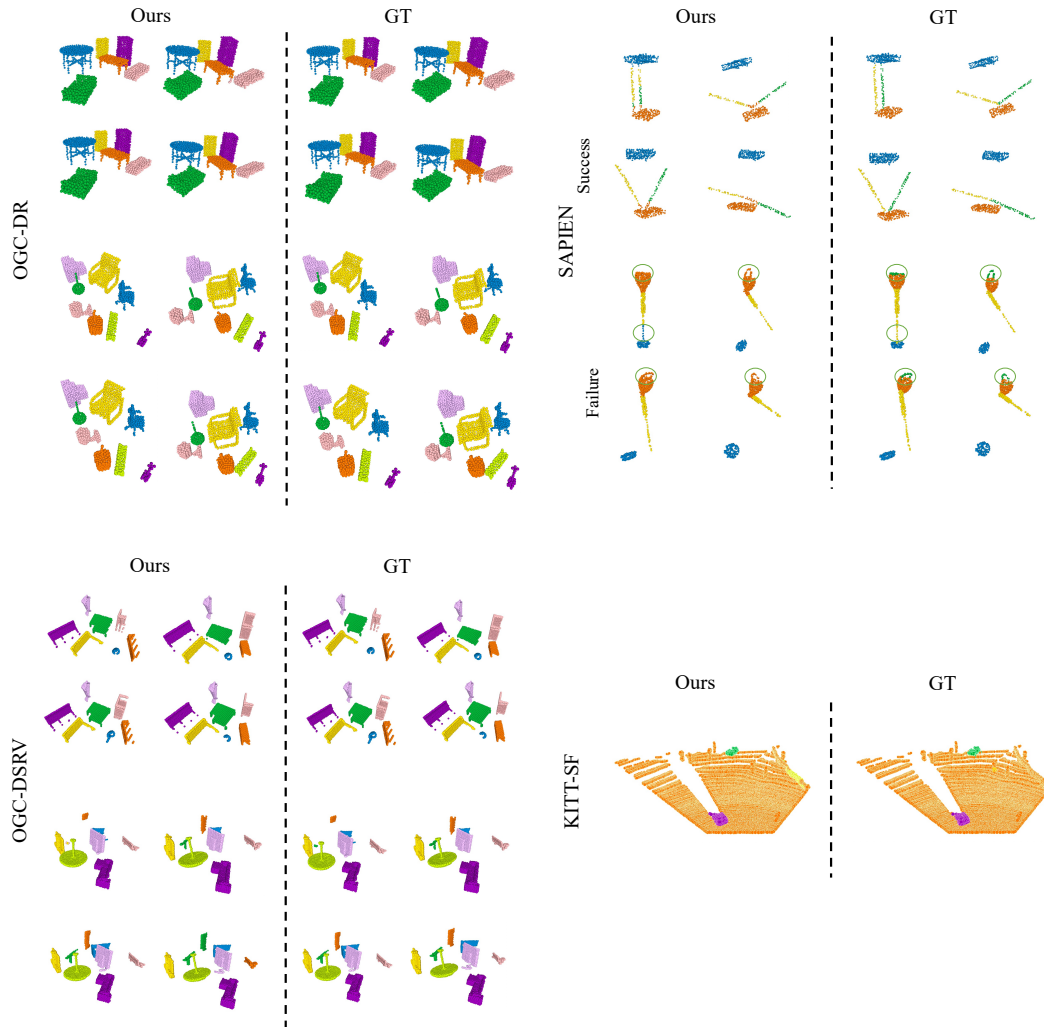 Ours
GT
OGC-DR
Ours
GT
Success
SAPIEN
Failure
Ours
GT
OGC-DSRV
Ours
GT
KITT-SF